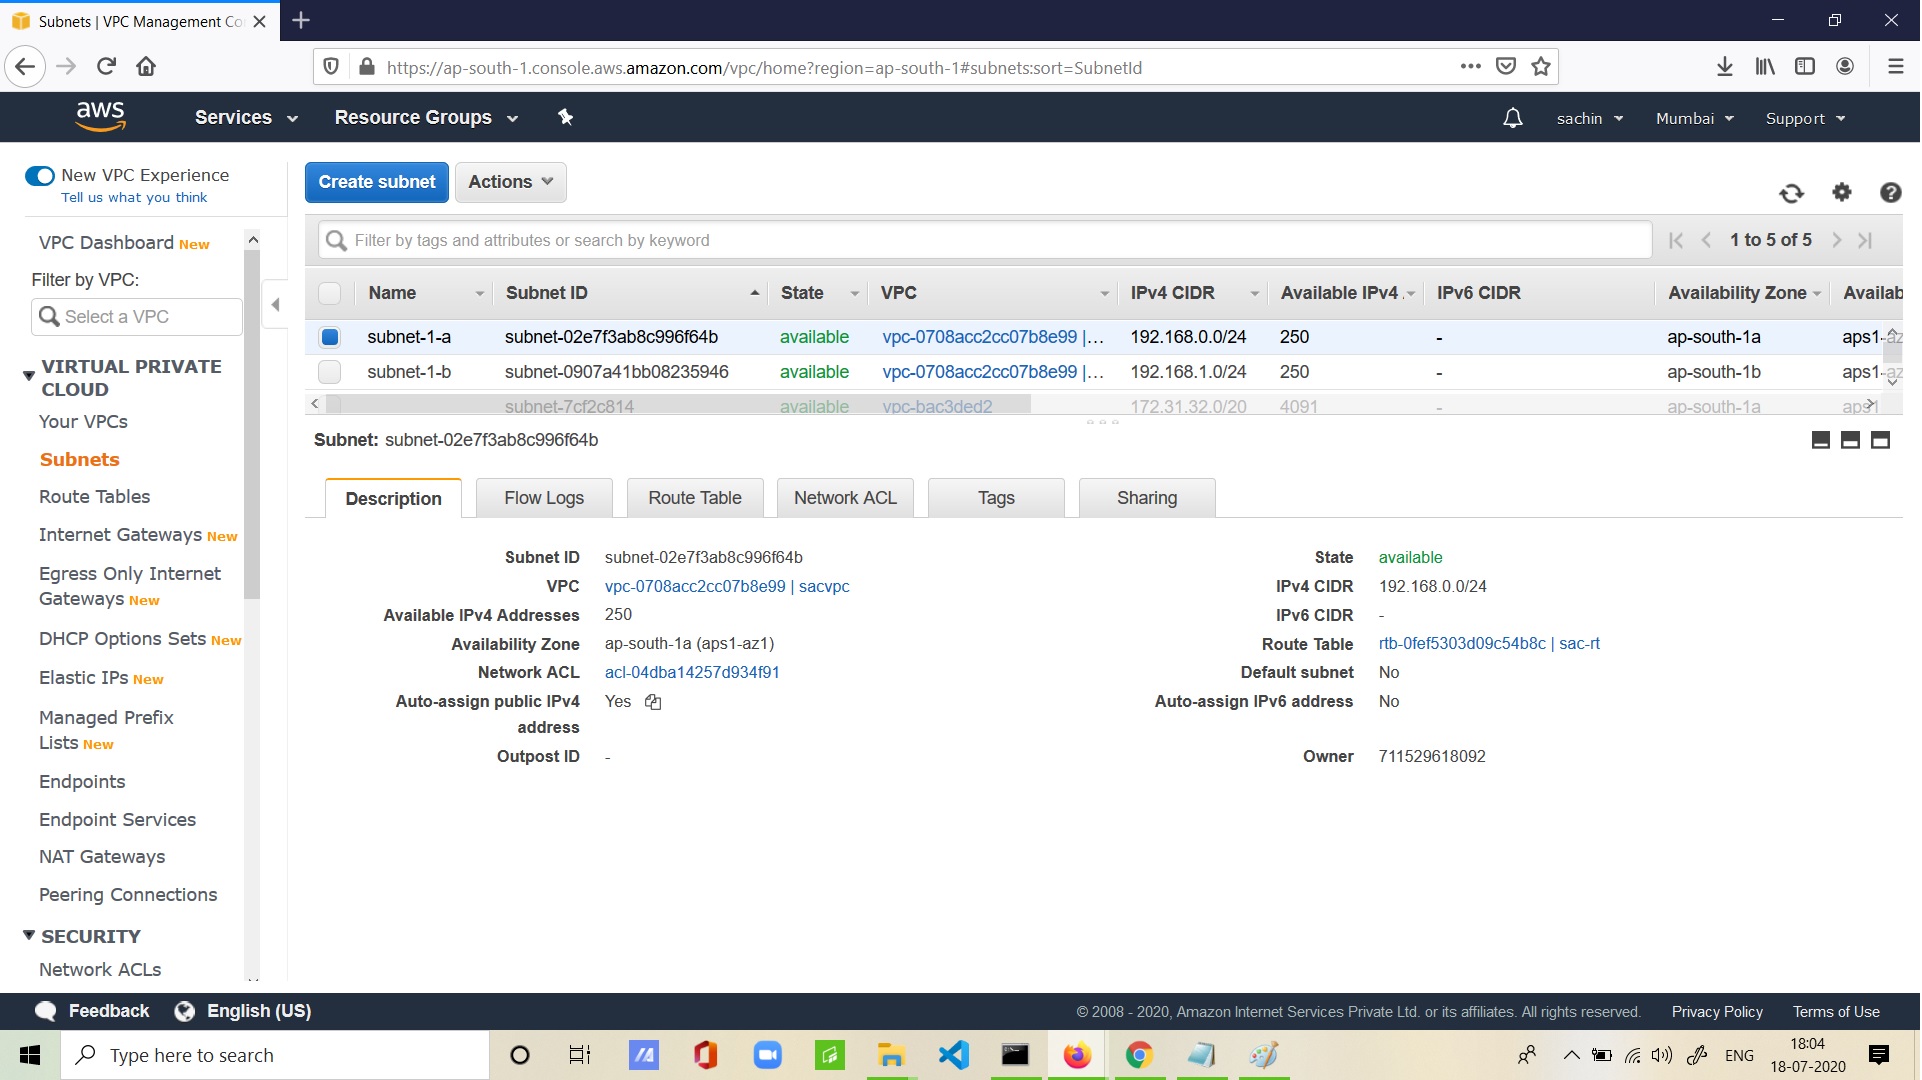 Subnets | VPC Management Co
https://ap-south-1.console.aws.amazon.com/vpc/home?region=ap-south-1#subnets:sort=SubnetId
aws
Services
Resource Groups
sachin
Mumbai
Support
New VPC Experience
Tell us what you think
VPC Dashboard New
Filter by VPC:
Select a VPC
VIRTUAL PRIVATE
CLOUD
Your VPCs
Subnets
Route Tables
Internet Gateways New
Egress Only Internet
Gateways New
DHCP Options Sets New
Elastic IPs New
Managed Prefix
Lists New
Endpoints
Endpoint Services
NAT Gateways
Peering Connections
SECURITY
Network ACLs
Create subnet
Actions
Filter by tags and attributes or search by keyword
1 to 5 of 5
Name Subnet ID State VPC IPv4 CIDR Available IPv4 . IPv6 CIDR Availability Zone Availab
subnet-1-a subnet-02e7f3ab8c996f64b available vpc-0708acc2cc07b8e99 |... 192.168.0.0/24 250 - ap-south-1a aps1-az
subnet-1-b subnet-0907a41bb08235946 available vpc-0708acc2cc07b8e99 |... 192.168.1.0/24 250 - ap-south-1b aps1-az
subnet-7cf2c814 available vpc-bac3ded2 172.31.32.0/20 4091 - ap-south-1a aps1
Subnet: subnet-02e7f3ab8c996f64b
Description
Flow Logs
Route Table
Network ACL
Tags
Sharing
Subnet ID subnet-02e7f3ab8c996f64b
State available
VPC vpc-0708acc2cc07b8e99 | sacvpc
IPv4 CIDR 192.168.0.0/24
Available IPv4 Addresses 250
IPv6 CIDR -
Availability Zone ap-south-1a (aps1-az1)
Route Table rtb-0fef5303d09c54b8c | sac-rt
Network ACL acl-04dba14257d934f91
Default subnet No
Auto-assign public IPv4
address
Yes
Auto-assign IPv6 address No
Outpost ID -
Owner 711529618092
Feedback
English (US)
© 2008 - 2020, Amazon Internet Services Private Ltd. or its affiliates. All rights reserved.
Privacy Policy
Terms of Use
Type here to search
ENG
18:04
18-07-2020